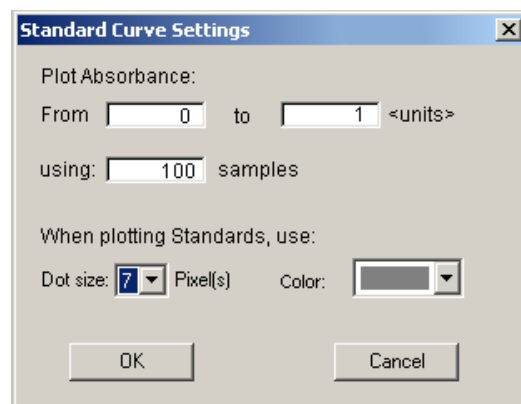 Standard Curve Settings
Plot Absorbance:
From 0 to 1 <units>
using: 100 samples
When plotting Standards, use:
Dot size: 7 Pixel(s) Color:
OK Cancel